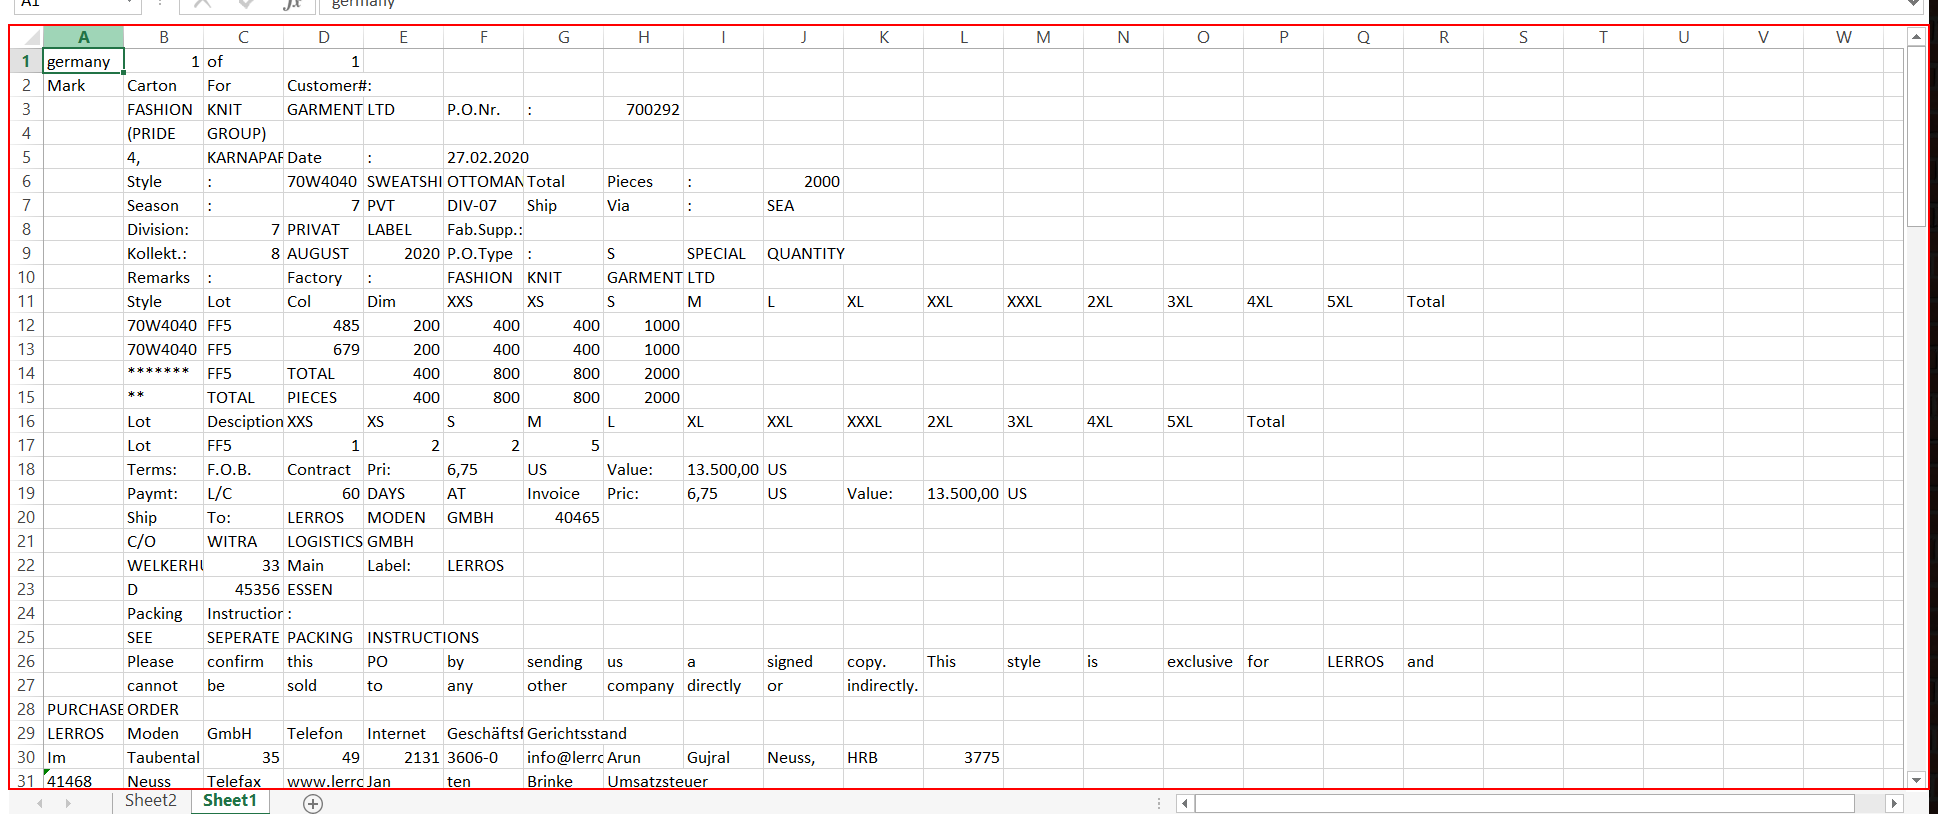 A1 fx germany
A B C D E F G H I J K L M N O P Q R S T U V W
1 germany 1 of 1
2 Mark Carton For Customer#:
3 FASHION KNIT GARMENT LTD P.O.Nr. : 700292
4 (PRIDE GROUP)
5 4, KARNAPAR Date : 27.02.2020
6 Style : 70W4040 SWEATSHI OTTOMAN Total Pieces : 2000
7 Season : 7 PVT DIV-07 Ship Via : SEA
8 Division: 7 PRIVAT LABEL Fab.Supp.:
9 Kollekt.: 8 AUGUST 2020 P.O.Type : S SPECIAL QUANTITY
10 Remarks : Factory : FASHION KNIT GARMENT LTD
11 Style Lot Col Dim XXS XS S M L XL XXL XXXL 2XL 3XL 4XL 5XL Total
12 70W4040 FF5 485 200 400 400 1000
13 70W4040 FF5 679 200 400 400 1000
14 ******* FF5 TOTAL 400 800 800 2000
15 ** TOTAL PIECES 400 800 800 2000
16 Lot Desciption XXS XS S M L XL XXL XXXL 2XL 3XL 4XL 5XL Total
17 Lot FF5 1 2 2 5
18 Terms: F.O.B. Contract Pri: 6,75 US Value: 13.500,00 US
19 Paymt: L/C 60 DAYS AT Invoice Pric: 6,75 US Value: 13.500,00 US
20 Ship To: LERROS MODEN GMBH 40465
21 C/O WITRA LOGISTICS GMBH
22 WELKERHU 33 Main Label: LERROS
23 D 45356 ESSEN
24 Packing Instruction :
25 SEE SEPERATE PACKING INSTRUCTIONS
26 Please confirm this PO by sending us a signed copy. This style is exclusive for LERROS and
27 cannot be sold to any other company directly or indirectly.
28 PURCHASE ORDER
29 LERROS Moden GmbH Telefon Internet Geschäftsf Gerichtsstand
30 Im Taubental 35 49 2131 3606-0 info@lerro Arun Gujral Neuss, HRB 3775
31 41468 Neuss Telefax www.lerro Jan ten Brinke Umsatzsteuer
Sheet2 Sheet1